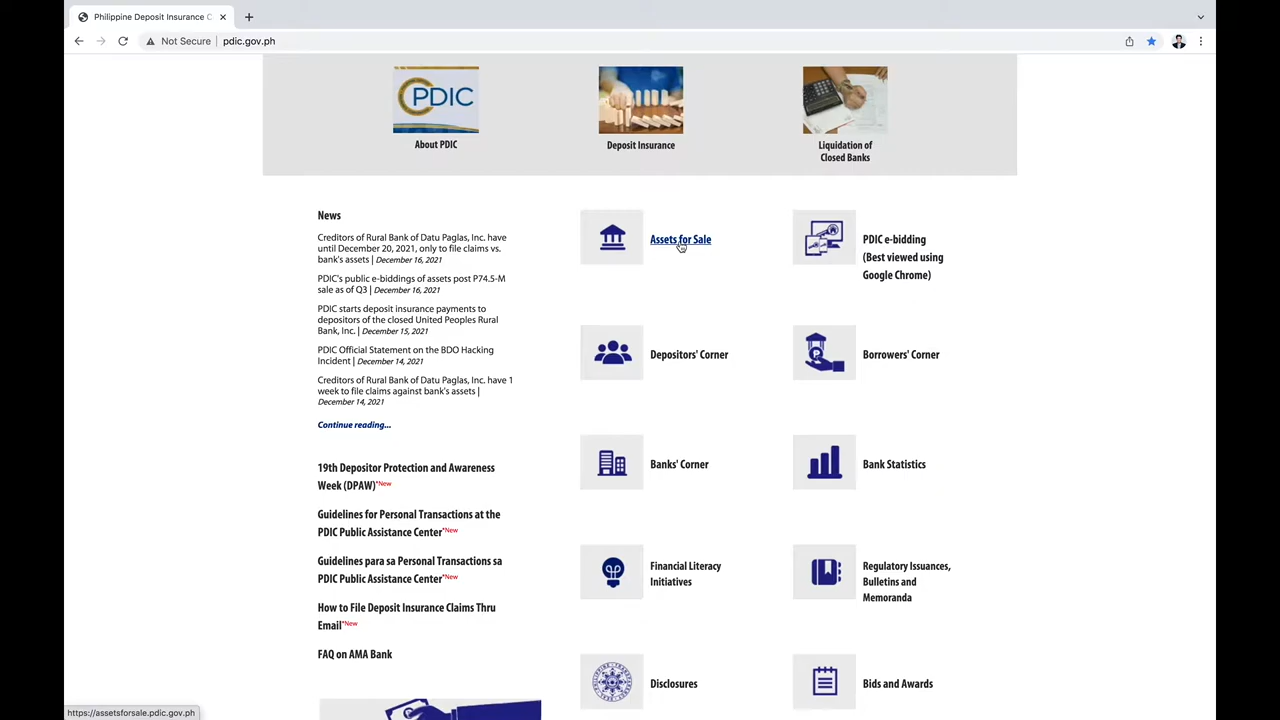 Philippine Deposit Insurance C
Not Secure
pdic.gov.ph
PDIC
About PDIC
Deposit Insurance
Liquidation of
Closed Banks
News
Creditors of Rural Bank of Datu Paglas, Inc. have
until December 20, 2021, only to file claims vs.
bank's assets | December 16, 2021
PDIC's public e-biddings of assets post P74.5-M
sale as of Q3 | December 16, 2021
PDIC starts deposit insurance payments to
depositors of the closed United Peoples Rural
Bank, Inc. | December 15, 2021
PDIC Official Statement on the BDO Hacking
Incident | December 14, 2021
Creditors of Rural Bank of Datu Paglas, Inc. have 1
week to file claims against bank's assets |
December 14, 2021
Continue reading...
19th Depositor Protection and Awareness
Week (DPAW)*New
Guidelines for Personal Transactions at the
PDIC Public Assistance Center*New
Guidelines para sa Personal Transactions sa
PDIC Public Assistance Center*New
How to File Deposit Insurance Claims Thru
Email*New
FAQ on AMA Bank
Assets for Sale
PDIC e-bidding
(Best viewed using
Google Chrome)
Depositors' Corner
Borrowers' Corner
Banks' Corner
Bank Statistics
Financial Literacy
Initiatives
Regulatory Issuances,
Bulletins and
Memoranda
Disclosures
Bids and Awards
https://assetsforsale.pdic.gov.ph